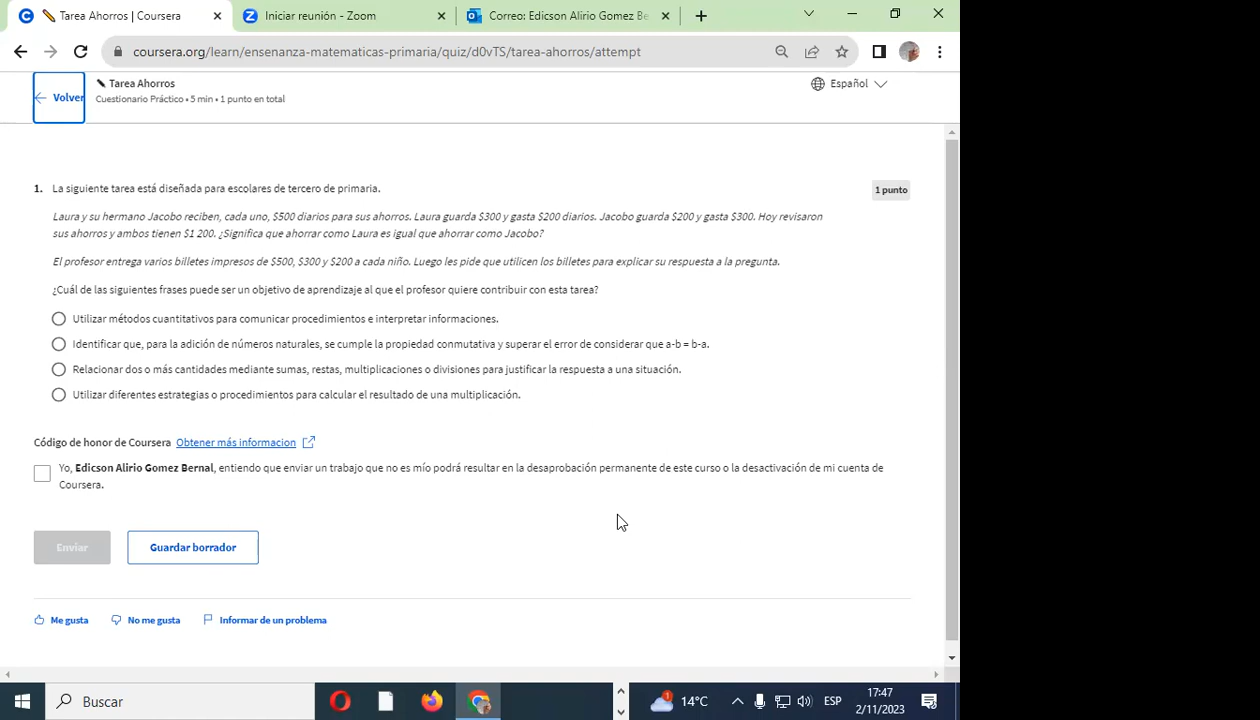 Tarea Ahorros | Coursera
Iniciar reunión - Zoom
Correo: Edicson Alirio Gomez Be
coursera.org/learn/ensenanza-matematicas-primaria/quiz/d0vTS/tarea-ahorros/attempt
Volver
Tarea Ahorros
Cuestionario Práctico • 5 min • 1 punto en total
Español
1. La siguiente tarea está diseñada para escolares de tercero de primaria.
1 punto
Laura y su hermano Jacobo reciben, cada uno, $500 diarios para sus ahorros. Laura guarda $300 y gasta $200 diarios. Jacobo guarda $200 y gasta $300. Hoy revisaron
sus ahorros y ambos tienen $1 200. ¿Significa que ahorrar como Laura es igual que ahorrar como Jacobo?
El profesor entrega varios billetes impresos de $500, $300 y $200 a cada niño. Luego les pide que utilicen los billetes para explicar su respuesta a la pregunta.
¿Cuál de las siguientes frases puede ser un objetivo de aprendizaje al que el profesor quiere contribuir con esta tarea?
Utilizar métodos cuantitativos para comunicar procedimientos e interpretar informaciones.
Identificar que, para la adición de números naturales, se cumple la propiedad conmutativa y superar el error de considerar que a-b = b-a.
Relacionar dos o más cantidades mediante sumas, restas, multiplicaciones o divisiones para justificar la respuesta a una situación.
Utilizar diferentes estrategias o procedimientos para calcular el resultado de una multiplicación.
Código de honor de Coursera Obtener más informacion
Yo, Edicson Alirio Gomez Bernal, entiendo que enviar un trabajo que no es mío podrá resultar en la desaprobación permanente de este curso o la desactivación de mi cuenta de
Coursera.
Enviar
Guardar borrador
Me gusta
No me gusta
Informar de un problema
Buscar
1
14°C
ESP
17:47
2/11/2023